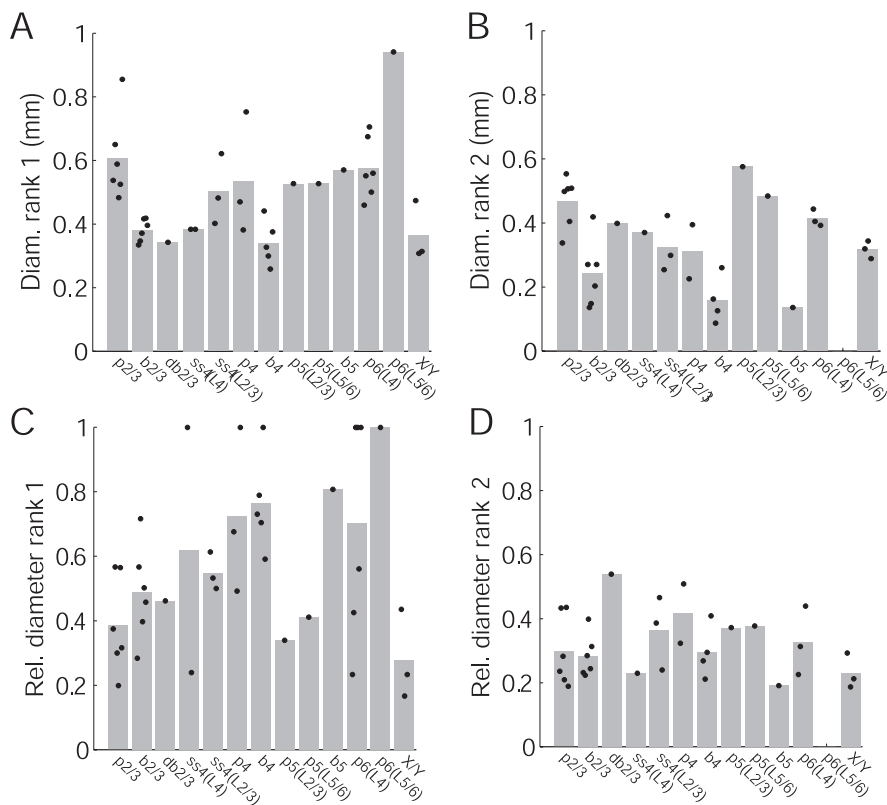 A
Diam. rank 1 (mm)
1
0.8
0.6
0.4
0.2
0
p2/3 b2/3 db2/3 ss4(L4) ss4(L2/3) p4 b4 p5(L2/3) p5(L5/6) b5 p6(L4) p6(L5/6) X/Y
B
Diam. rank 2 (mm)
1
0.8
0.6
0.4
0.2
0
p2/3 b2/3 db2/3 ss4(L4) ss4(L2/3) p4 b4 p5(L2/3) p5(L5/6) b5 p6(L4) p6(L5/6) X/Y
C
Rel. diameter rank 1
1
0.8
0.6
0.4
0.2
0
p2/3 b2/3 db2/3 ss4(L4) ss4(L2/3) p4 b4 p5(L2/3) p5(L5/6) b5 p6(L4) p6(L5/6) X/Y
D
Rel. diameter rank 2
1
0.8
0.6
0.4
0.2
0
p2/3 b2/3 db2/3 ss4(L4) ss4(L2/3) p4 b4 p5(L2/3) p5(L5/6) b5 p6(L4) p6(L5/6) X/Y